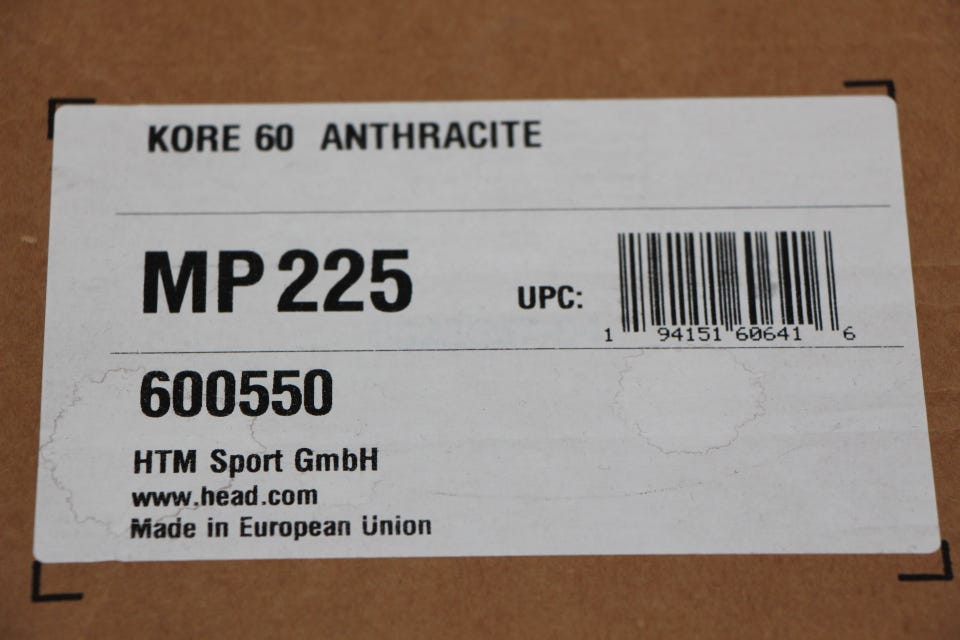 KORE 60 ANTHRACITE
MP 225
UPC:
1 94151 60641 6
600550
HTM Sport GmbH
www.head.com
Made in European Union